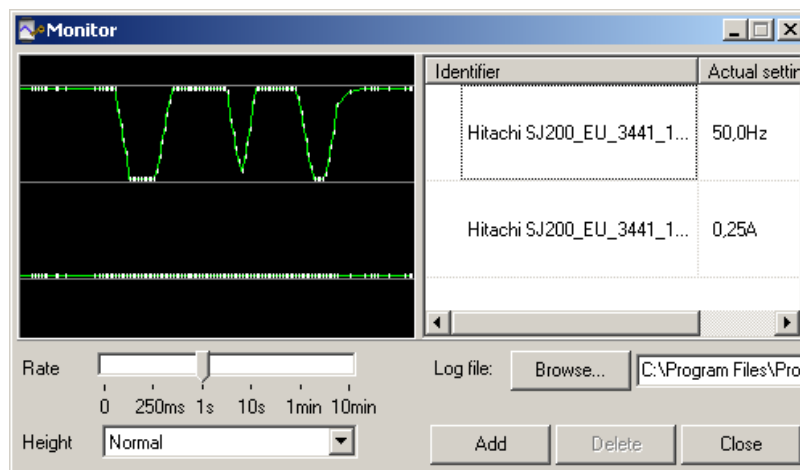 Monitor
Identifier Actual settin
Hitachi SJ200_EU_3441_1... 50,0Hz
Hitachi SJ200_EU_3441_1... 0,25A
Rate
0 250ms 1s 10s 1min 10min
Log file: Browse... C:\Program Files\Pro
Height Normal Add Delete Close